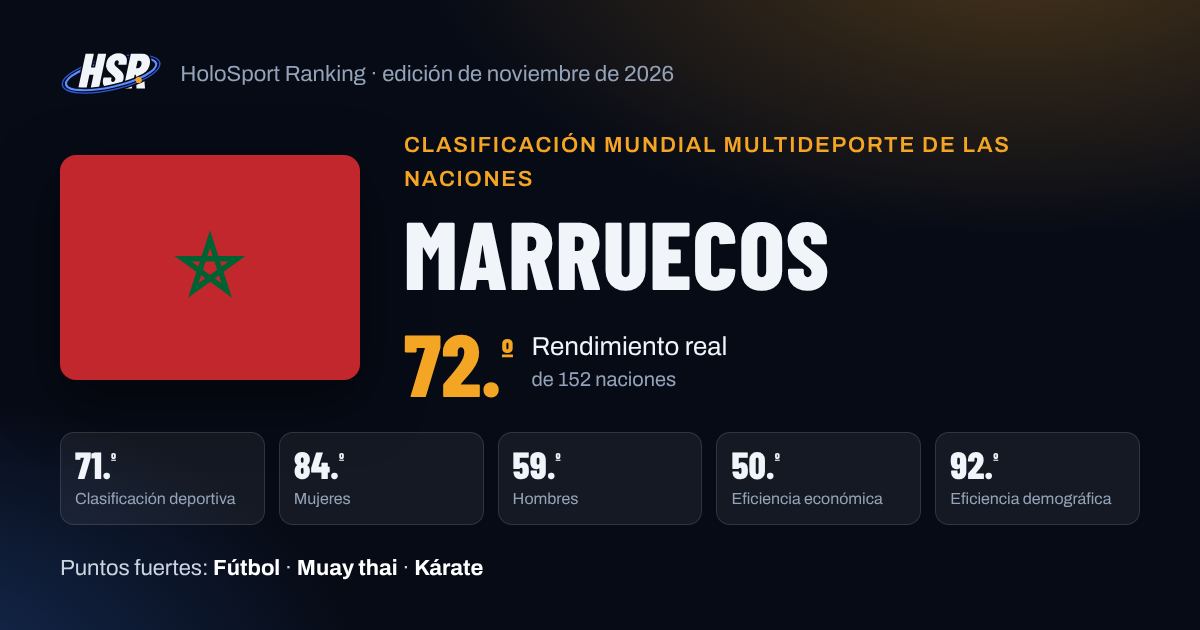 HSR
HoloSport Ranking · edición de noviembre de 2026
CLASIFICACIÓN MUNDIAL MULTIDEPORTE DE LAS
NACIONES
MARRUECOS
72.º
Rendimiento real
de 152 naciones
71.º
Clasificación deportiva
84.º
Mujeres
59.º
Hombres
50.º
Eficiencia económica
92.º
Eficiencia demográfica
Puntos fuertes: Fútbol · Muay thai · Kárate